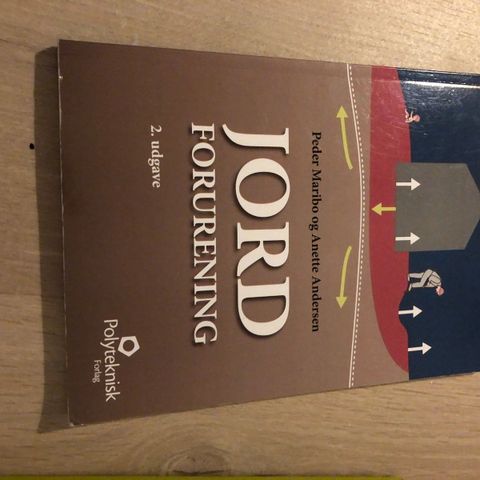 Peder Maribo og Anette Andersen
JORD
FORURENING
2. udgave
Polyteknisk
Forlag